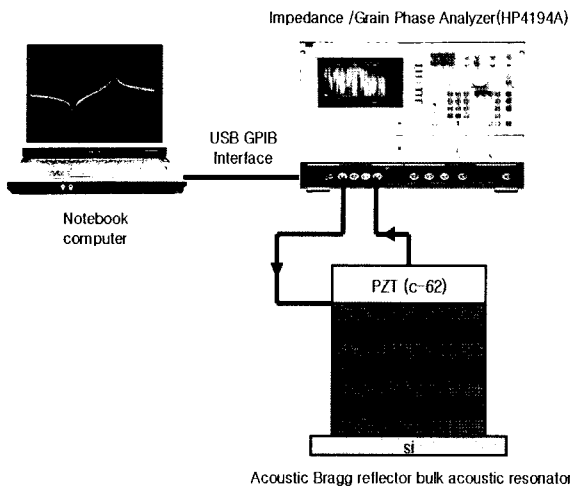 Impedance /Grain Phase Analyzer(HP4194A)
USB GPIB
Interface
Notebook
computer
PZT (c-62)
si
Acoustic Bragg reflector bulk acoustic resonator